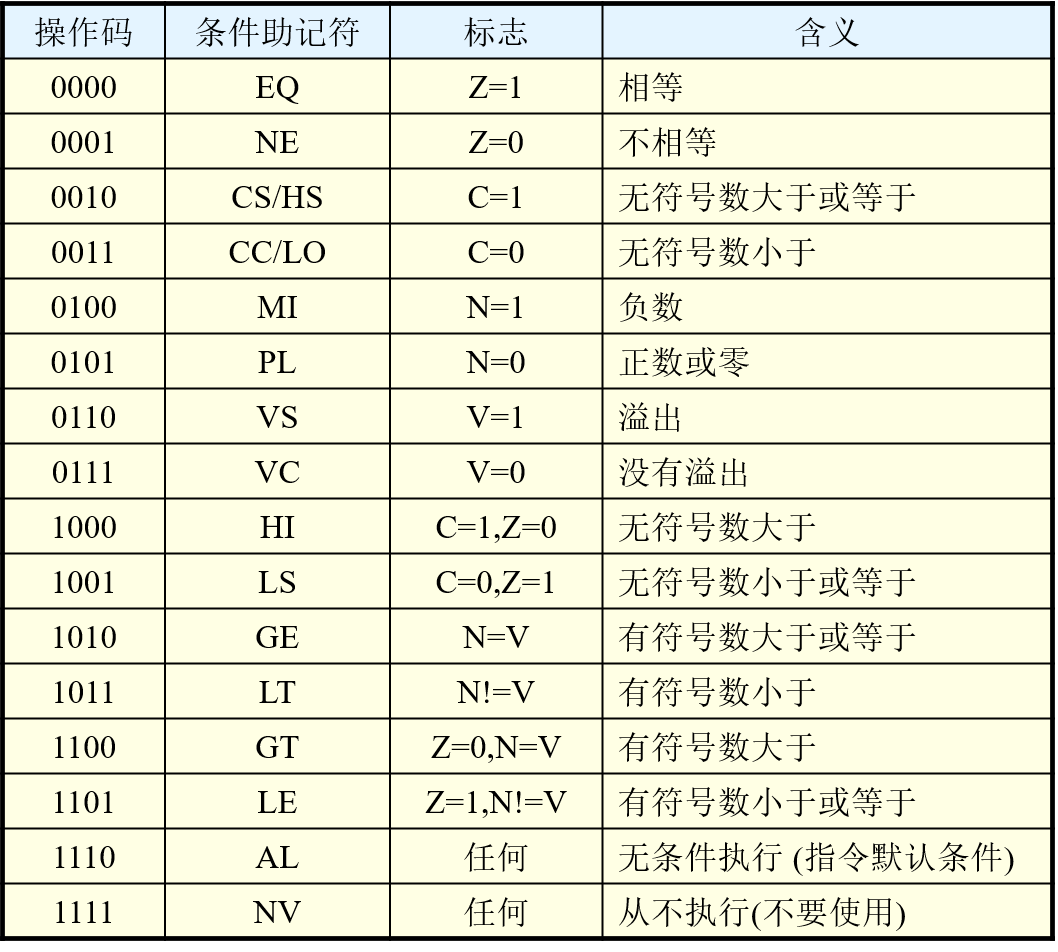 操作码 条件助记符 标志 含义
0000 EQ Z=1 相等
0001 NE Z=0 不相等
0010 CS/HS C=1 无符号数大于或等于
0011 CC/LO C=0 无符号数小于
0100 MI N=1 负数
0101 PL N=0 正数或零
0110 VS V=1 溢出
0111 VC V=0 没有溢出
1000 HI C=1,Z=0 无符号数大于
1001 LS C=0,Z=1 无符号数小于或等于
1010 GE N=V 有符号数大于或等于
1011 LT N!=V 有符号数小于
1100 GT Z=0,N=V 有符号数大于
1101 LE Z=1,N!=V 有符号数小于或等于
1110 AL 任何 无条件执行 (指令默认条件)
1111 NV 任何 从不执行(不要使用)